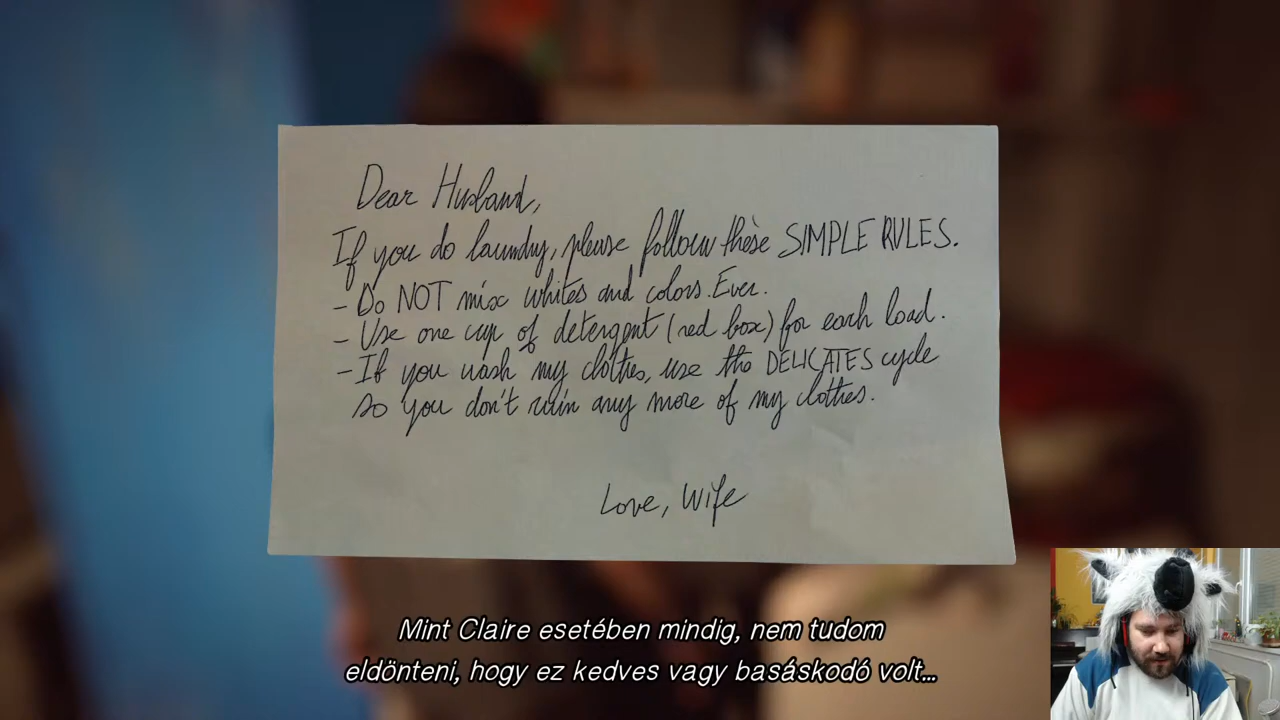 Dear Husband,
If you do laundry, please follow these SIMPLE RULES.
- Do NOT mix whites and colors. Ever.
- Use one cup of detergent (red box) for each load.
- If you wash my clothes, use the DELICATES cycle
so you don't ruin any more of my clothes.
Love, Wife
Mint Claire esetében mindig, nem tudom
eldönteni, hogy ez kedves vagy basáskodó volt...